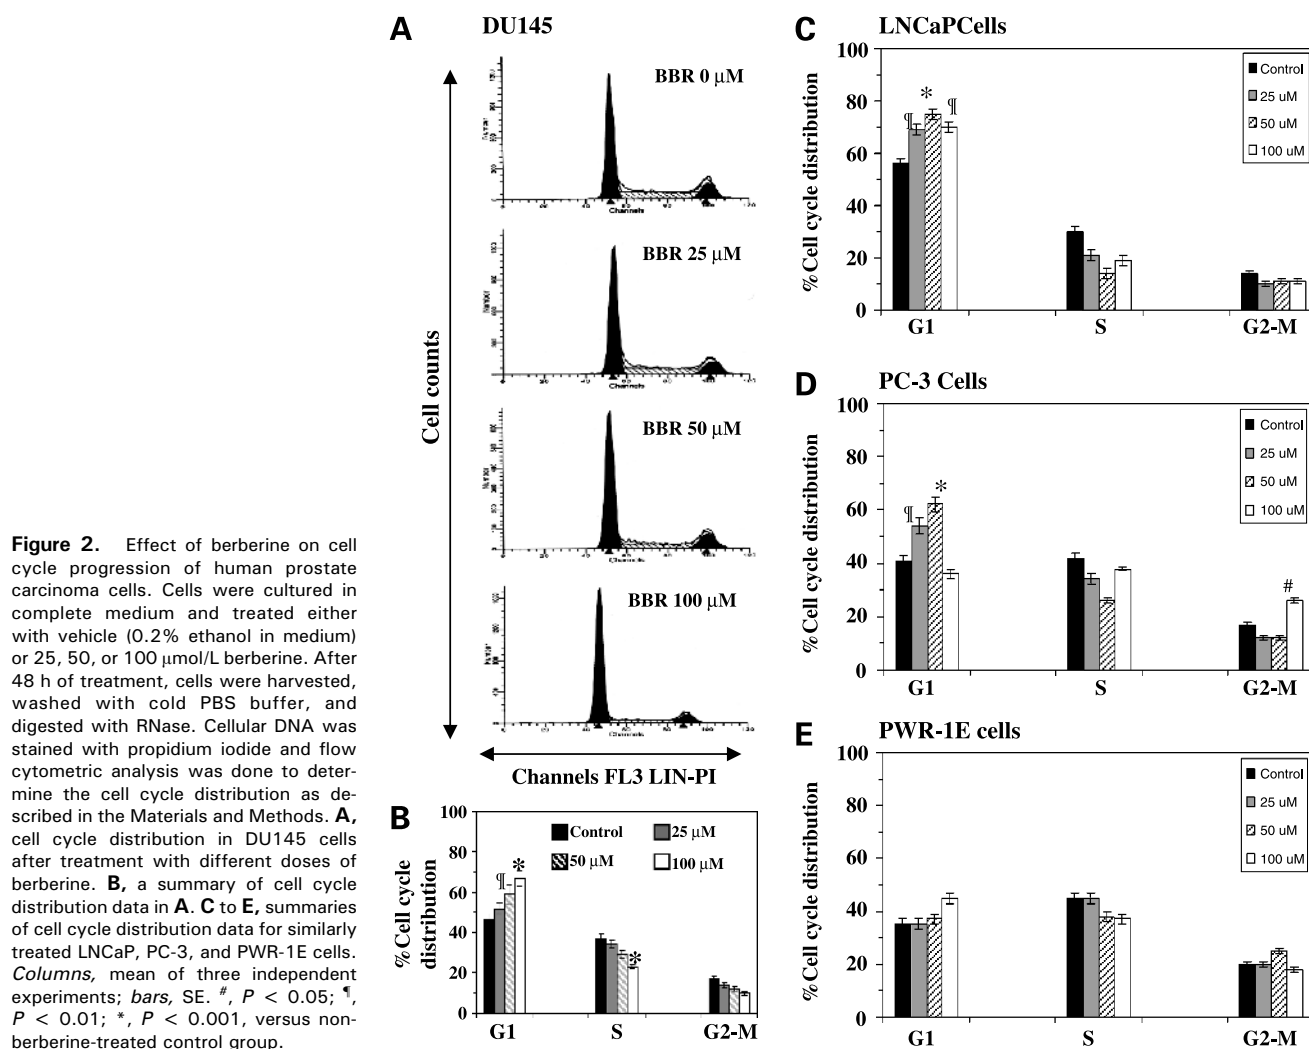 Figure 2. Effect of berberine on cell
cycle progression of human prostate
carcinoma cells. Cells were cultured in
complete medium and treated either
with vehicle (0.2% ethanol in medium)
or 25, 50, or 100 μmol/L berberine. After
48 h of treatment, cells were harvested,
washed with cold PBS buffer, and
digested with RNase. Cellular DNA was
stained with propidium iodide and flow
cytometric analysis was done to deter-
mine the cell cycle distribution as de-
scribed in the Materials and Methods. A,
cell cycle distribution in DU145 cells
after treatment with different doses of
berberine. B, a summary of cell cycle
distribution data in A. C to E, summaries
of cell cycle distribution data for similarly
treated LNCaP, PC-3, and PWR-1E cells.
Columns, mean of three independent
experiments; bars, SE. #, P < 0.05; ¶,
P < 0.01; *, P < 0.001, versus non-
berberine-treated control group.
A DU145
Cell counts
BBR 0 μM
Number
Channels
BBR 25 μM
Number
Channels
BBR 50 μM
Number
Channels
BBR 100 μM
Number
Channels
Channels FL3 LIN-PI
B
%Cell cycle
distribution
100
80
60
40
20
0
Control
25 μM
50 μM
100 μM
¶ * *
G1 S G2-M
C LNCaPCells
%Cell cycle distribution
100
80
60
40
20
0
Control
25 uM
50 uM
100 uM
¶ * ¶
G1 S G2-M
D PC-3 Cells
%Cell cycle distribution
100
80
60
40
20
0
Control
25 uM
50 uM
100 uM
¶ * #
G1 S G2-M
E PWR-1E cells
%Cell cycle distribution
100
80
60
40
20
0
Control
25 uM
50 uM
100 uM
G1 S G2-M